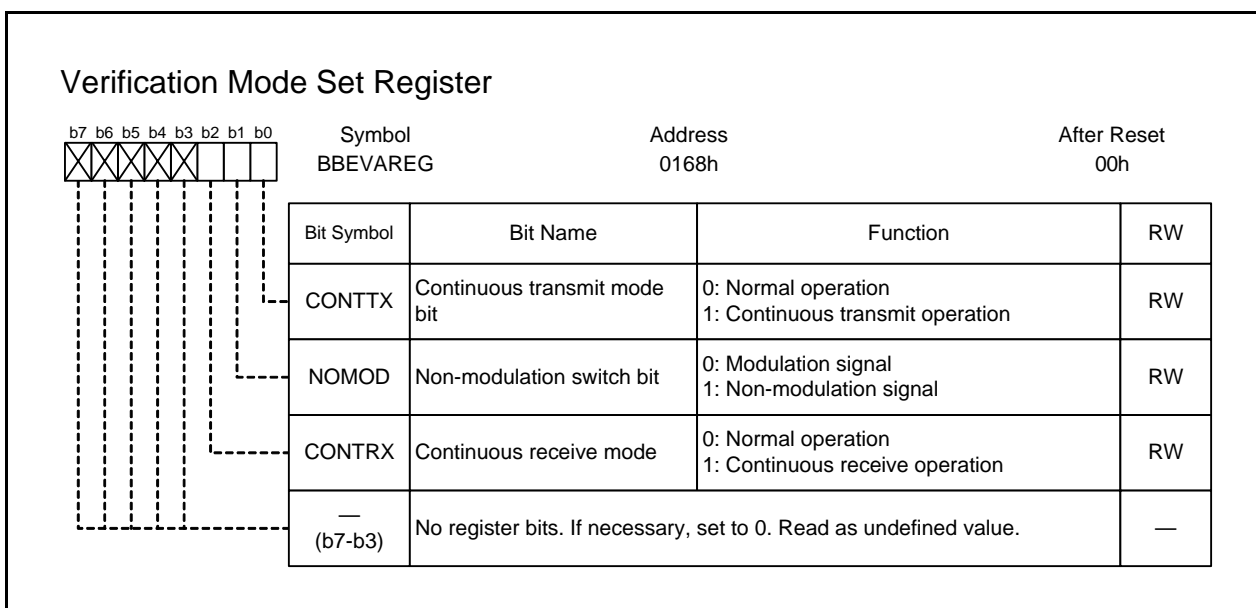 Verification Mode Set Register
b7 b6 b5 b4 b3 b2 b1 b0
Symbol Address After Reset
BBEVAREG 0168h 00h
Bit Symbol Bit Name Function RW
CONTTX Continuous transmit mode bit 0: Normal operation RW
1: Continuous transmit operation
NOMOD Non-modulation switch bit 0: Modulation signal RW
1: Non-modulation signal
CONTRX Continuous receive mode 0: Normal operation RW
1: Continuous receive operation
— (b7-b3) No register bits. If necessary, set to 0. Read as undefined value. —